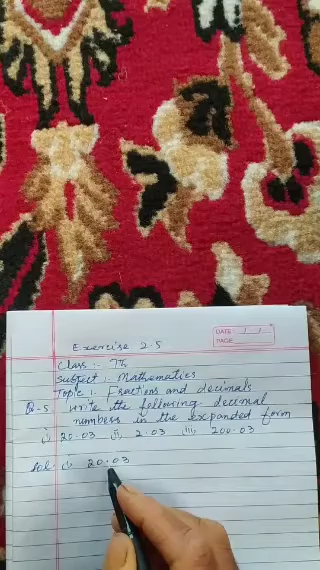 Exercise 2.5
DATE: / /
PAGE
Class :- 7th
Subject :- Mathematics
Topic :- Fractions and decimals
Q-5 Write the following decimal
numbers in the expanded form
(i) 20.03 (ii) 2.03 (iii) 200.03
Sol. (i) 20.03